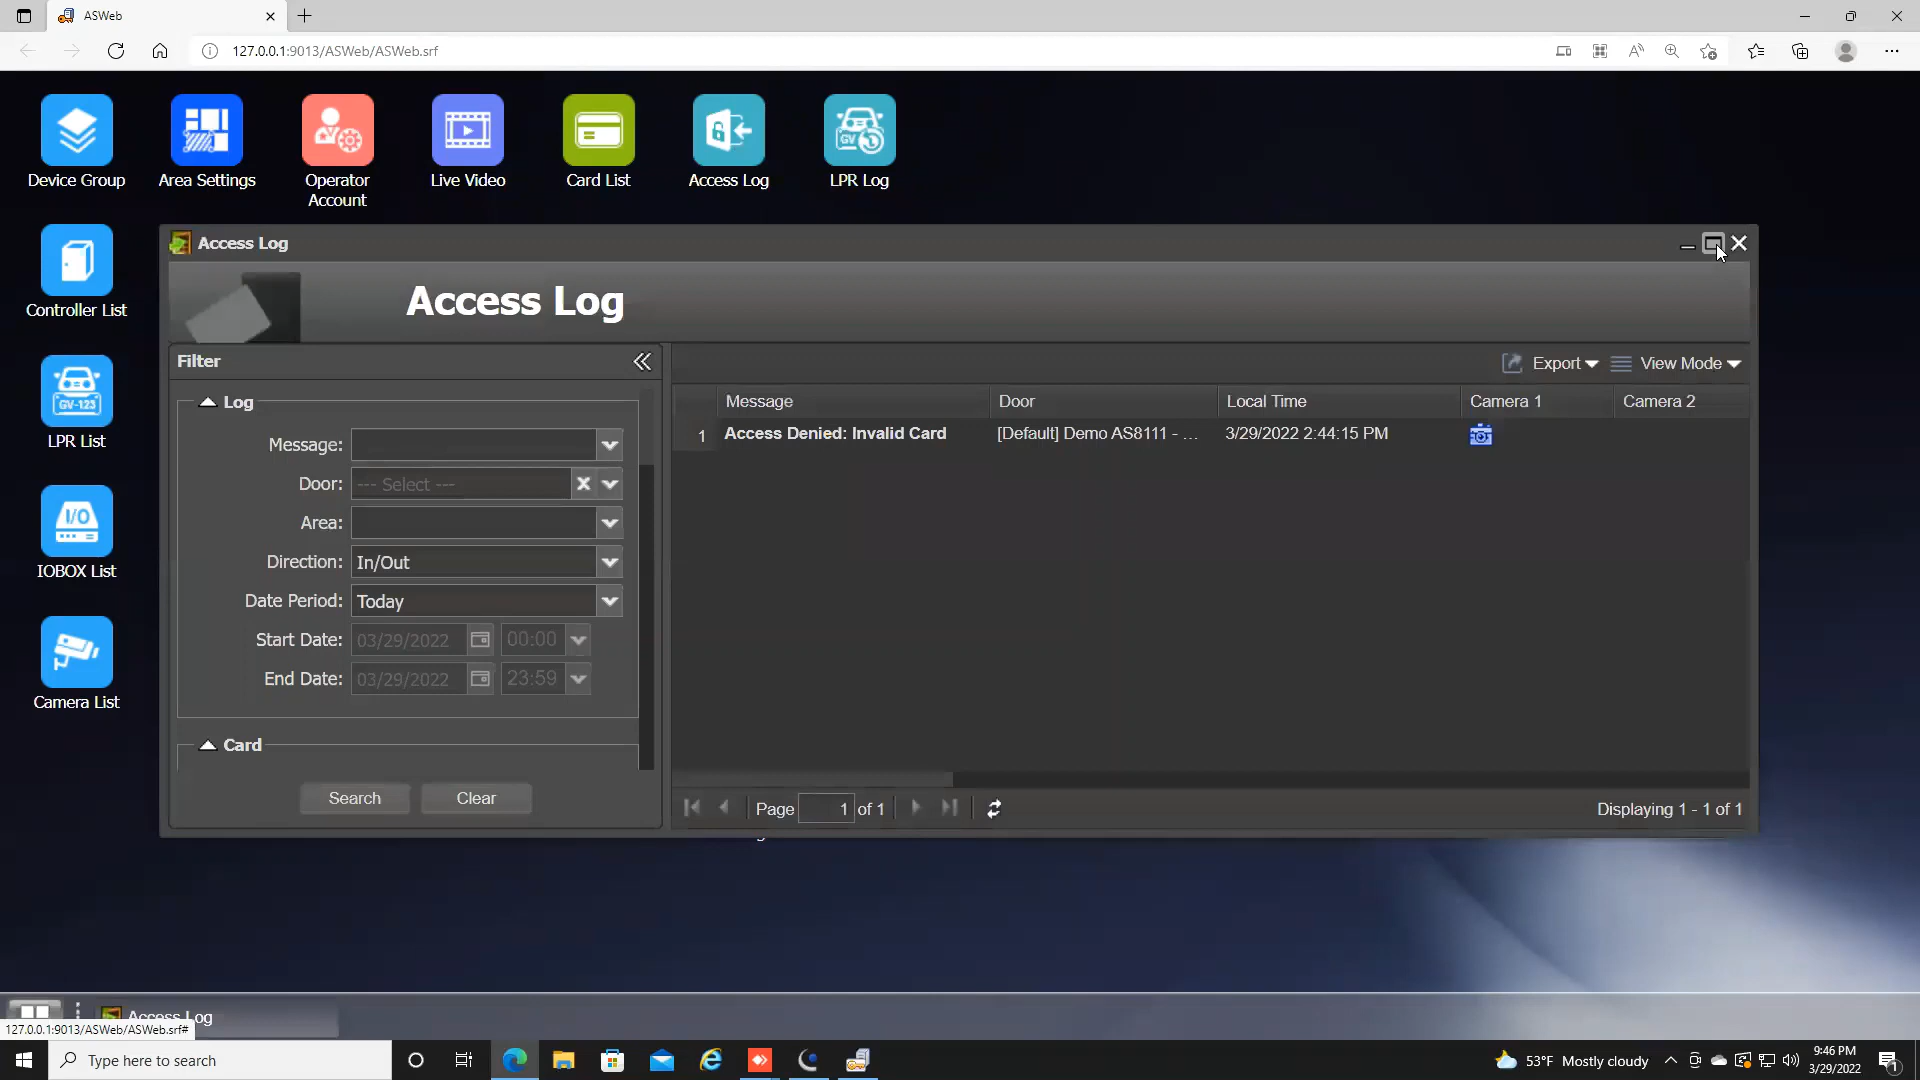 ASWeb
127.0.0.1:9013/ASWeb/ASWeb.srf
Device Group
Area Settings
Operator
Account
Live Video
Card List
Access Log
GV
LPR Log
Controller List
GV-123
LPR List
I/O
IOBOX List
Camera List
Access Log
Access Log
Filter
Log
Message:
Door: --- Select ---
Area:
Direction: In/Out
Date Period: Today
Start Date: 03/29/2022 00:00
End Date: 03/29/2022 23:59
Card
Search Clear
Export View Mode
Message Door Local Time Camera 1 Camera 2
1 Access Denied: Invalid Card [Default] Demo AS8111 - ... 3/29/2022 2:44:15 PM
Page 1 of 1
Displaying 1 - 1 of 1
Access Log
127.0.0.1:9013/ASWeb/ASWeb.srf#
Type here to search
53°F Mostly cloudy
9:46 PM
3/29/2022
1